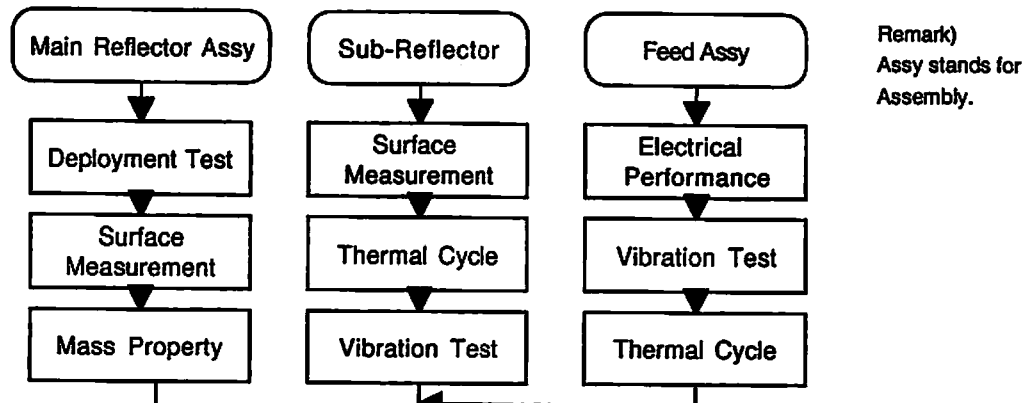 Main Reflector Assy
Deployment Test
Surface
Measurement
Mass Property
Sub-Reflector
Surface
Measurement
Thermal Cycle
Vibration Test
Feed Assy
Electrical
Performance
Vibration Test
Thermal Cycle
Remark)
Assy stands for
Assembly.